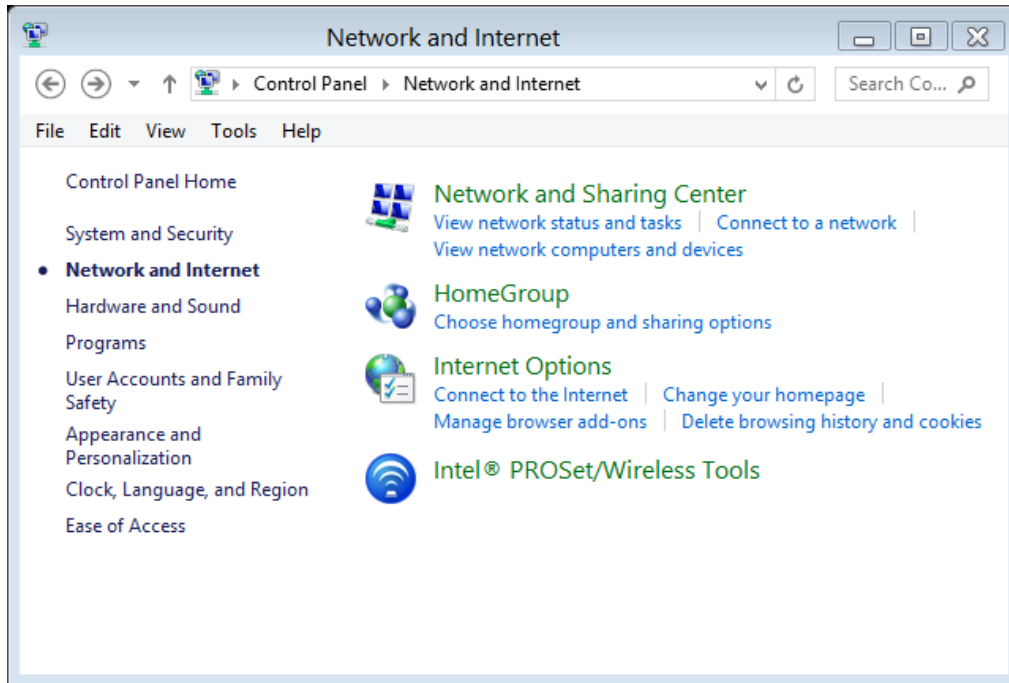 Network and Internet
Control Panel Network and Internet
Search Co...
File Edit View Tools Help
Control Panel Home
System and Security
Network and Internet
Hardware and Sound
Programs
User Accounts and Family
Safety
Appearance and
Personalization
Clock, Language, and Region
Ease of Access
Network and Sharing Center
View network status and tasks Connect to a network
View network computers and devices
HomeGroup
Choose homegroup and sharing options
Internet Options
Connect to the Internet Change your homepage
Manage browser add-ons Delete browsing history and cookies
Intel® PROSet/Wireless Tools